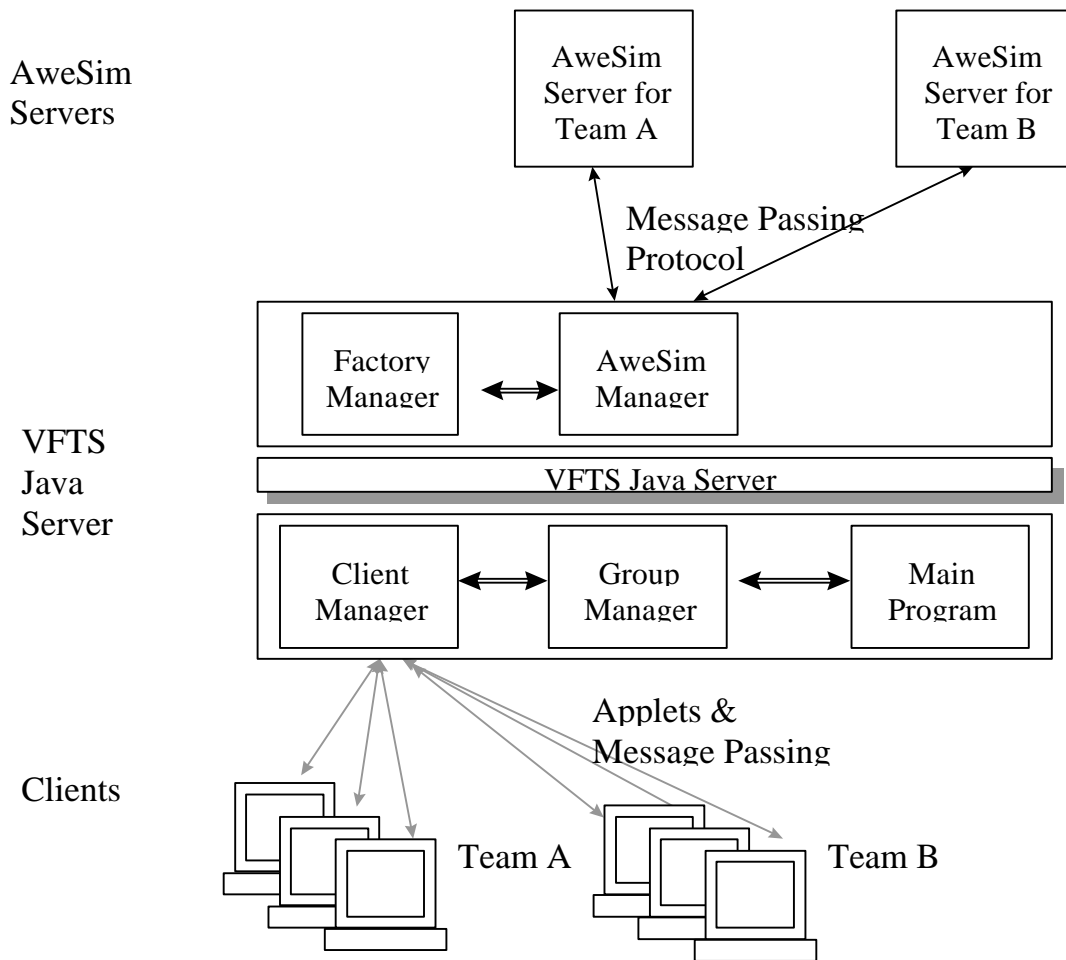 AweSim
Servers
AweSim
Server for
Team A
AweSim
Server for
Team B
Message Passing
Protocol
Factory
Manager
AweSim
Manager
VFTS
Java
Server
VFTS Java Server
Client
Manager
Group
Manager
Main
Program
Applets &
Message Passing
Clients
Team A
Team B